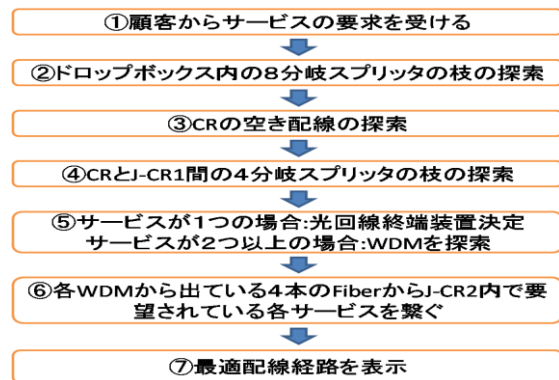 ①顧客からサービスの要求を受ける
②ドロップボックス内の８分岐スプリッタの枝の探索
③CRの空き配線の探索
④CRとJ-CR1間の４分岐スプリッタの枝の探索
⑤サービスが１つの場合:光回線終端装置決定
サービスが２つ以上の場合:WDMを探索
⑥各WDMから出ている４本のFiberからJ-CR2内で要
望されている各サービスを繋ぐ
⑦最適配線経路を表示